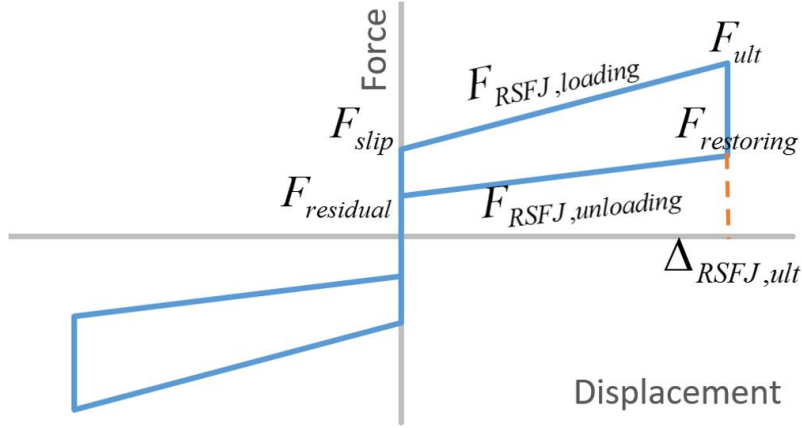 Force
F_ult
F_RSFJ,loading
F_slip
F_restoring
F_residual
F_RSFJ,unloading
Δ_RSFJ,ult
Displacement